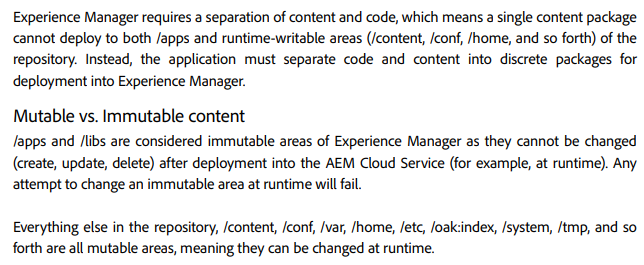 Experience Manager requires a separation of content and code, which means a single content package
cannot deploy to both /apps and runtime-writable areas (/content, /conf, /home, and so forth) of the
repository. Instead, the application must separate code and content into discrete packages for
deployment into Experience Manager.
Mutable vs. Immutable content
/apps and /libs are considered immutable areas of Experience Manager as they cannot be changed
(create, update, delete) after deployment into the AEM Cloud Service (for example, at runtime). Any
attempt to change an immutable area at runtime will fail.
Everything else in the repository, /content, /conf, /var, /home, /etc, /oak:index, /system, /tmp, and so
forth are all mutable areas, meaning they can be changed at runtime.